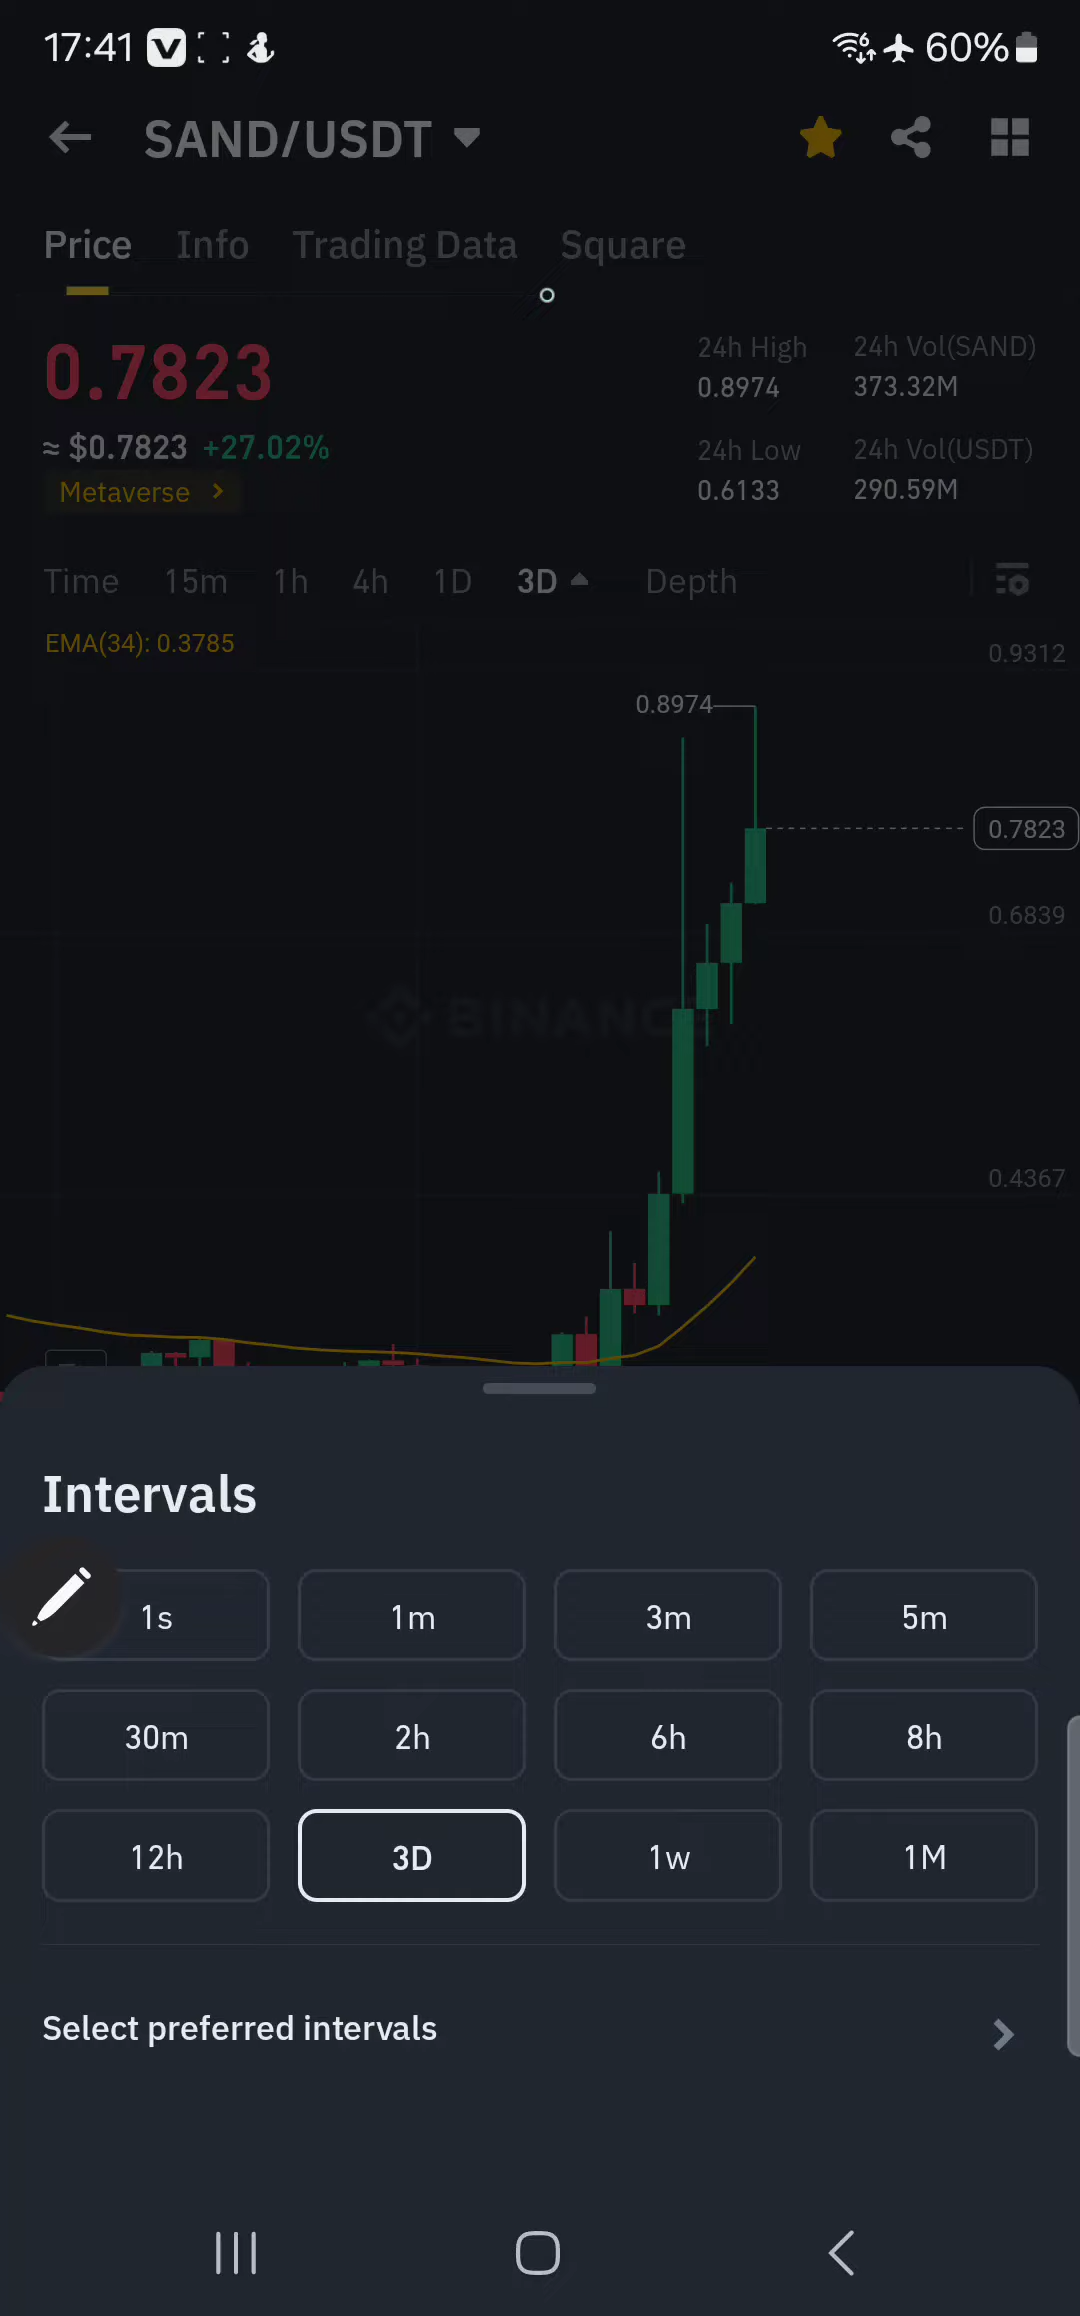 17:41 60%
SAND/USDT
Price Info Trading Data Square
0.7823
≈ $0.7823 +27.02%
Metaverse
24h High 24h Vol(SAND)
0.8974 373.32M
24h Low 24h Vol(USDT)
0.6133 290.59M
Time 15m 1h 4h 1D 3D Depth
EMA(34): 0.3785
0.9312
0.8974
0.7823
0.6839
BINANCE
0.4367
Intervals
1s 1m 3m 5m
30m 2h 6h 8h
12h 3D 1w 1M
Select preferred intervals